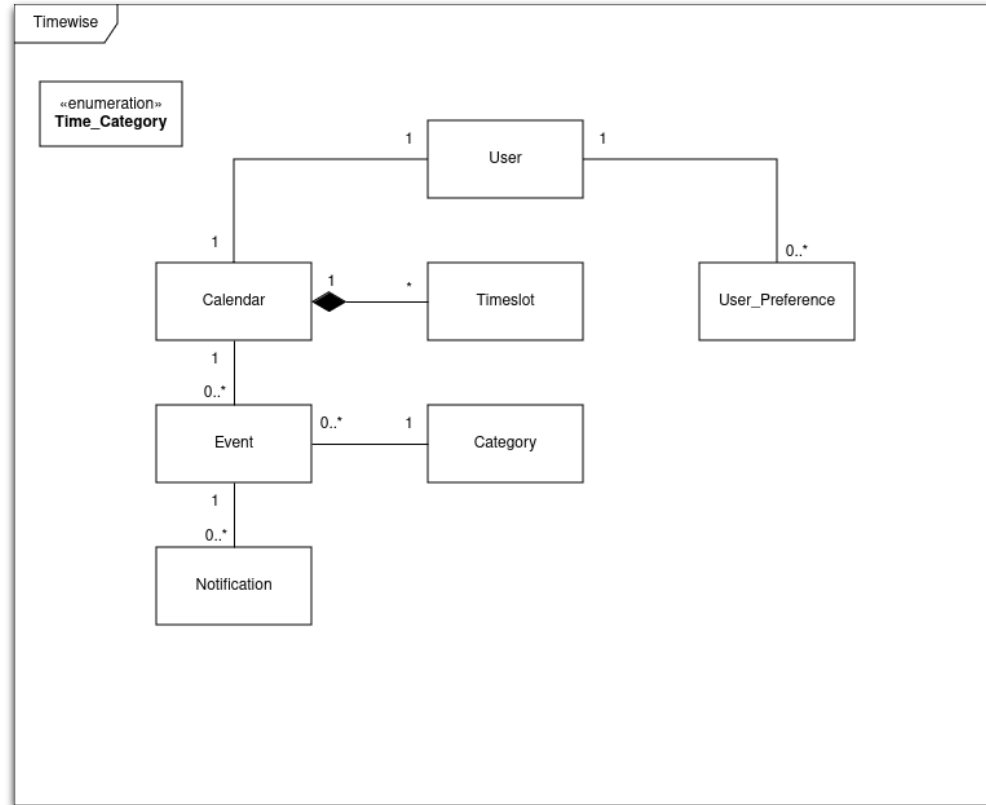 Timewise
«enumeration»
Time_Category
1
User
1
1
0..*
Calendar
1
*
Timeslot
User_Preference
1
0..*
Event
0..*
1
Category
1
0..*
Notification